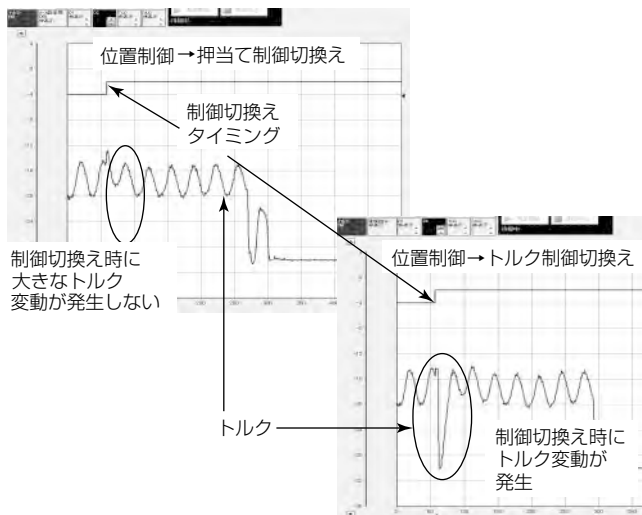 位置制御→押当て制御切換え
制御切換え
タイミング
制御切換え時に
大きなトルク
変動が発生しない
位置制御→トルク制御切換え
トルク
制御切換え時に
トルク変動が
発生